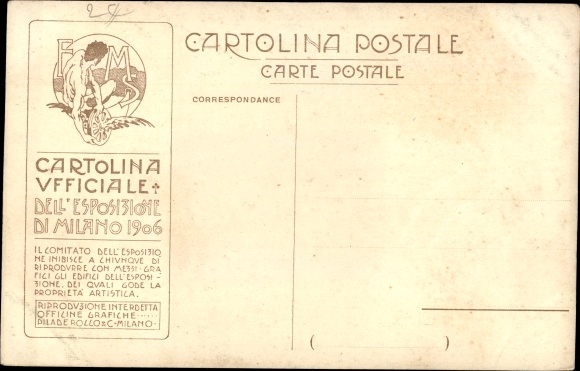 25
E M S
CARTOLINA POSTALE
CARTE POSTALE
CORRESPONDANCE
CARTOLINA
VFFICIALE
DELL'ESPOSIZIONE
DI MILANO 1906
IL COMITATO DELL'ESPOSIZIO
NE INIBISCE A CHIVNQVE DI
RIPRODVRRE CON MEZZI GRA
FICI GLI EDIFICI DELL'ESPOSI-
ZIONE, DEI QVALI GODE LA
PROPRIETÀ ARTISTICA.
RIPRODVZIONE INTERDETTA
OFFICINE GRAFICHE
PILADE ROCCO & C-MILANO
( )